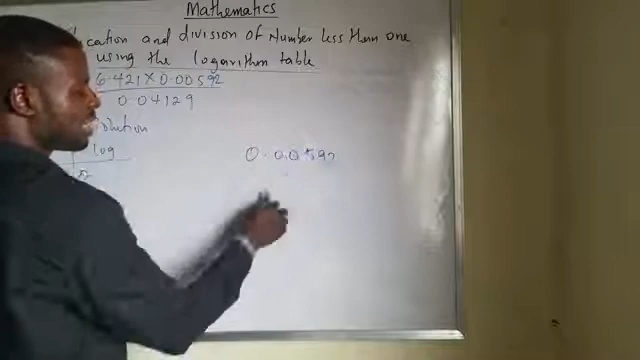 Mathematics
cation and division of Number less than one
using the logarithm table
6.421 X 0.00592
0.04129
olution
log
0.00592